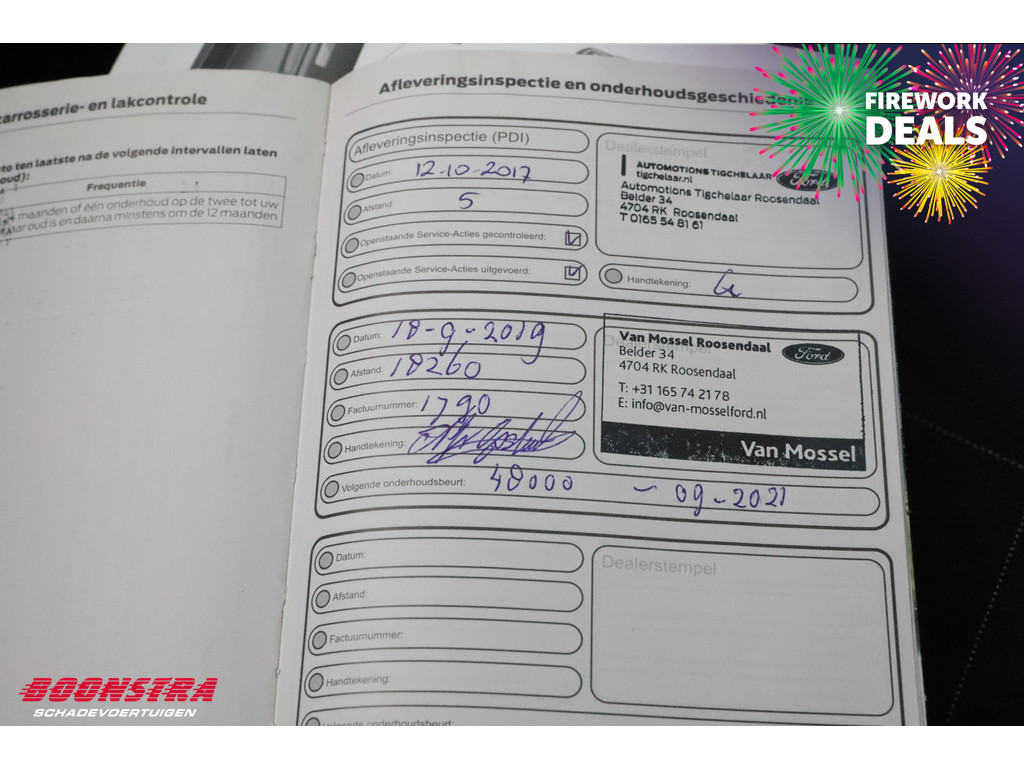 carrosserie- en lakcontrole
to ten laatste na de volgende intervallen laten
oud):
Frequentie
maanden of één onderhoud op de twee tot uw
aar oud is en daarna minstens om de 12 maanden
Afleveringsinspectie en onderhoudsgeschiedenis
Afleveringsinspectie (PDI)
Datum: 12-10-2017
Afstand: 5
Openstaande Service-Acties gecontroleerd:
Openstaande Service-Acties uitgevoerd:
Dealerstempel
AUTOMOTIONS TIGCHELAAR
tigchelaar.nl
Ford
Automotions Tigchelaar Roosendaal
Belder 34
4704 RK Roosendaal
T 0165 54 81 61
Handtekening:
Datum: 18-9-2019
Afstand: 18260
Factuurnummer: 1790
Handtekening:
Volgende onderhoudsbeurt: 48000 - 09-2021
Dealerstempel
Van Mossel Roosendaal
Belder 34
4704 RK Roosendaal
Ford
T: +31 165 74 21 78
E: info@van-mosselford.nl
Van Mossel
Datum:
Afstand:
Factuurnummer:
Handtekening:
Volgende onderhoudsbeurt:
Dealerstempel
FIREWORK
DEALS
BOONSTRA
SCHADEVOERTUIGEN